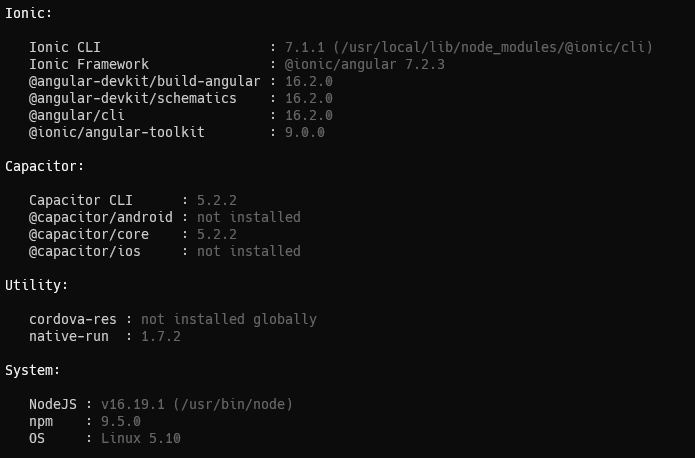 Ionic:
Ionic CLI : 7.1.1 (/usr/local/lib/node_modules/@ionic/cli)
Ionic Framework : @ionic/angular 7.2.3
@angular-devkit/build-angular : 16.2.0
@angular-devkit/schematics : 16.2.0
@angular/cli : 16.2.0
@ionic/angular-toolkit : 9.0.0
Capacitor:
Capacitor CLI : 5.2.2
@capacitor/android : not installed
@capacitor/core : 5.2.2
@capacitor/ios : not installed
Utility:
cordova-res : not installed globally
native-run : 1.7.2
System:
NodeJS : v16.19.1 (/usr/bin/node)
npm : 9.5.0
OS : Linux 5.10